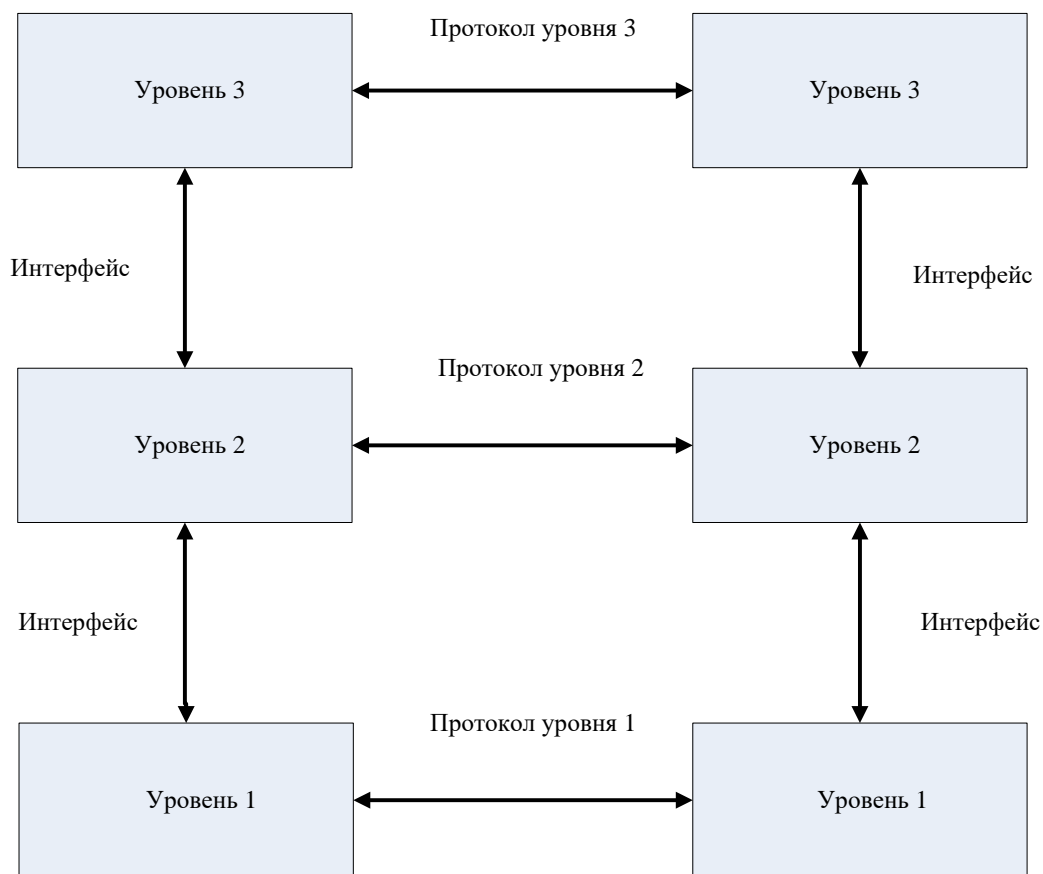 Протокол уровня 3
Уровень 3
Уровень 3
Интерфейс
Интерфейс
Протокол уровня 2
Уровень 2
Уровень 2
Интерфейс
Интерфейс
Протокол уровня 1
Уровень 1
Уровень 1